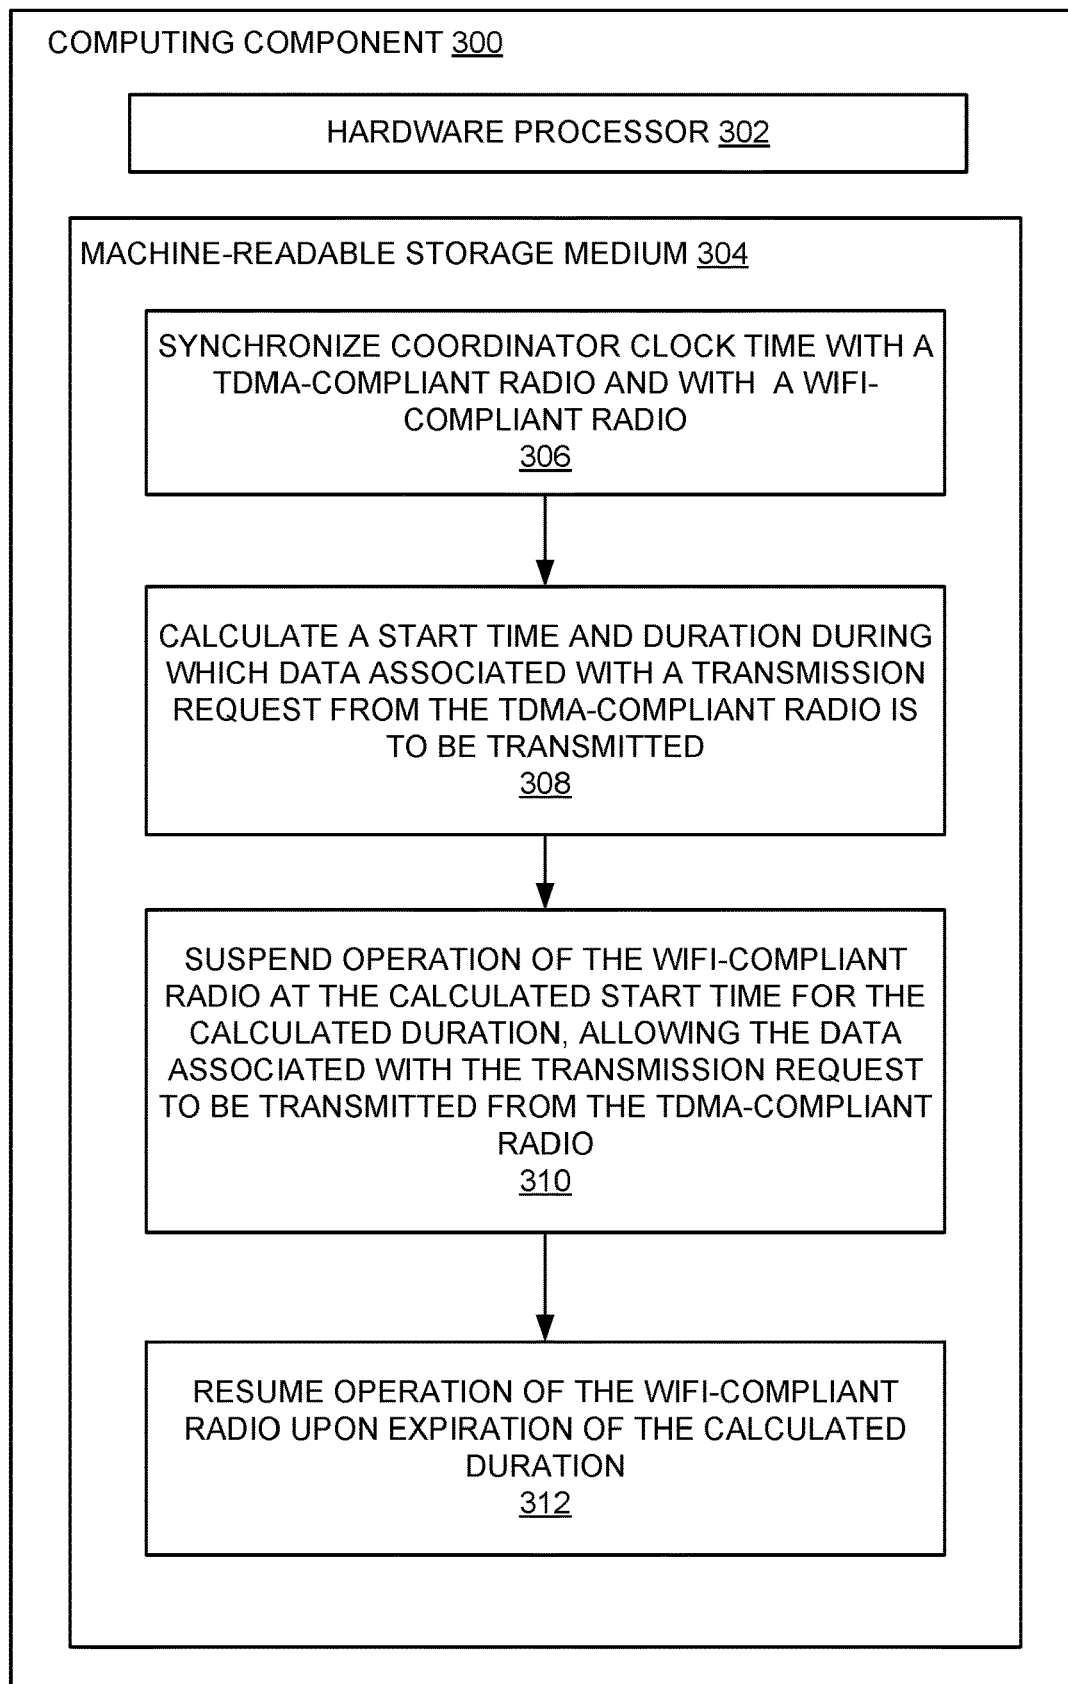 COMPUTING COMPONENT 300
HARDWARE PROCESSOR 302
MACHINE-READABLE STORAGE MEDIUM 304
SYNCHRONIZE COORDINATOR CLOCK TIME WITH A
TDMA-COMPLIANT RADIO AND WITH A WIFI-
COMPLIANT RADIO
306
CALCULATE A START TIME AND DURATION DURING
WHICH DATA ASSOCIATED WITH A TRANSMISSION
REQUEST FROM THE TDMA-COMPLIANT RADIO IS
TO BE TRANSMITTED
308
SUSPEND OPERATION OF THE WIFI-COMPLIANT
RADIO AT THE CALCULATED START TIME FOR THE
CALCULATED DURATION, ALLOWING THE DATA
ASSOCIATED WITH THE TRANSMISSION REQUEST
TO BE TRANSMITTED FROM THE TDMA-COMPLIANT
RADIO
310
RESUME OPERATION OF THE WIFI-COMPLIANT
RADIO UPON EXPIRATION OF THE CALCULATED
DURATION
312